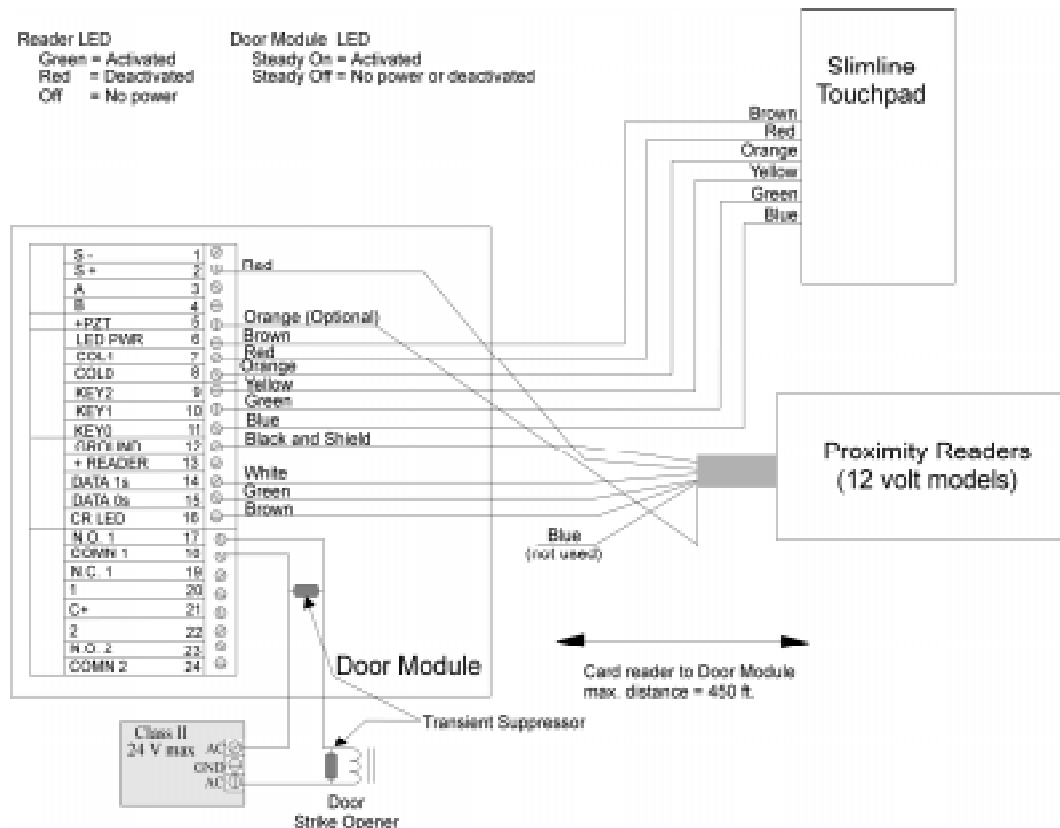 Reader LED
Green = Activated
Red = Deactivated
Off = No power
Door Module LED
Steady On = Activated
Steady Off = No power or deactivated
Slimline
Touchpad
Brown
Red
Orange
Yellow
Green
Blue
S - 1
S + 2
A 3
B 4
+PZT 5
LED PWR 6
COL1 7
COL0 8
KEY2 9
KEY1 10
KEY0 11
GROUND 12
+ READER 13
DATA 1s 14
DATA 0s 15
CR LED 16
N.O. 1 17
COMN 1 18
N.C. 1 19
1 20
C+ 21
2 22
N.O. 2 23
COMN 2 24
Red
Orange (Optional)
Brown
Red
Orange
Yellow
Green
Blue
Black and Shield
White
Green
Brown
Proximity Readers
(12 volt models)
Blue
(not used)
Door Module
Card reader to Door Module
max. distance = 450 ft.
Transient Suppressor
Class II
24 V max
AC
GND
AC
Door
Strike Opener